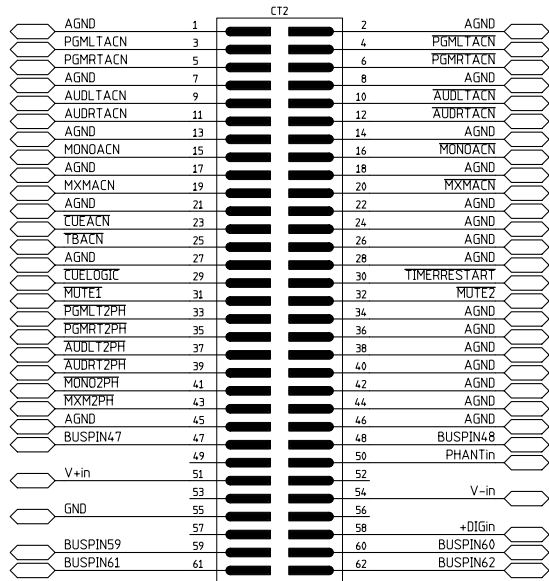 CT2
AGND 1 2 AGND
PGMLTACN 3 4 PGMLTACN
PGMRTACN 5 6 PGMRTACN
AGND 7 8 AGND
AUDLTACN 9 10 AUDLTACN
AUDRTACN 11 12 AUDRTACN
AGND 13 14 AGND
MONOACN 15 16 MONOACN
AGND 17 18 AGND
MXMACN 19 20 MXMACN
AGND 21 22 AGND
CUEACN 23 24 AGND
TBACN 25 26 AGND
AGND 27 28 AGND
CUELOGIC 29 30 TIMERRESTART
MUTE1 31 32 MUTE2
PGMLT2PH 33 34 AGND
PGMRT2PH 35 36 AGND
AUDLT2PH 37 38 AGND
AUDRT2PH 39 40 AGND
MONO2PH 41 42 AGND
MXM2PH 43 44 AGND
AGND 45 46 AGND
BUSPIN47 47 48 BUSPIN48
49 50 PHANTin
V+in 51 52
53 54 V-in
GND 55 56
57 58 +DIGin
BUSPIN59 59 60 BUSPIN60
BUSPIN61 61 62 BUSPIN62